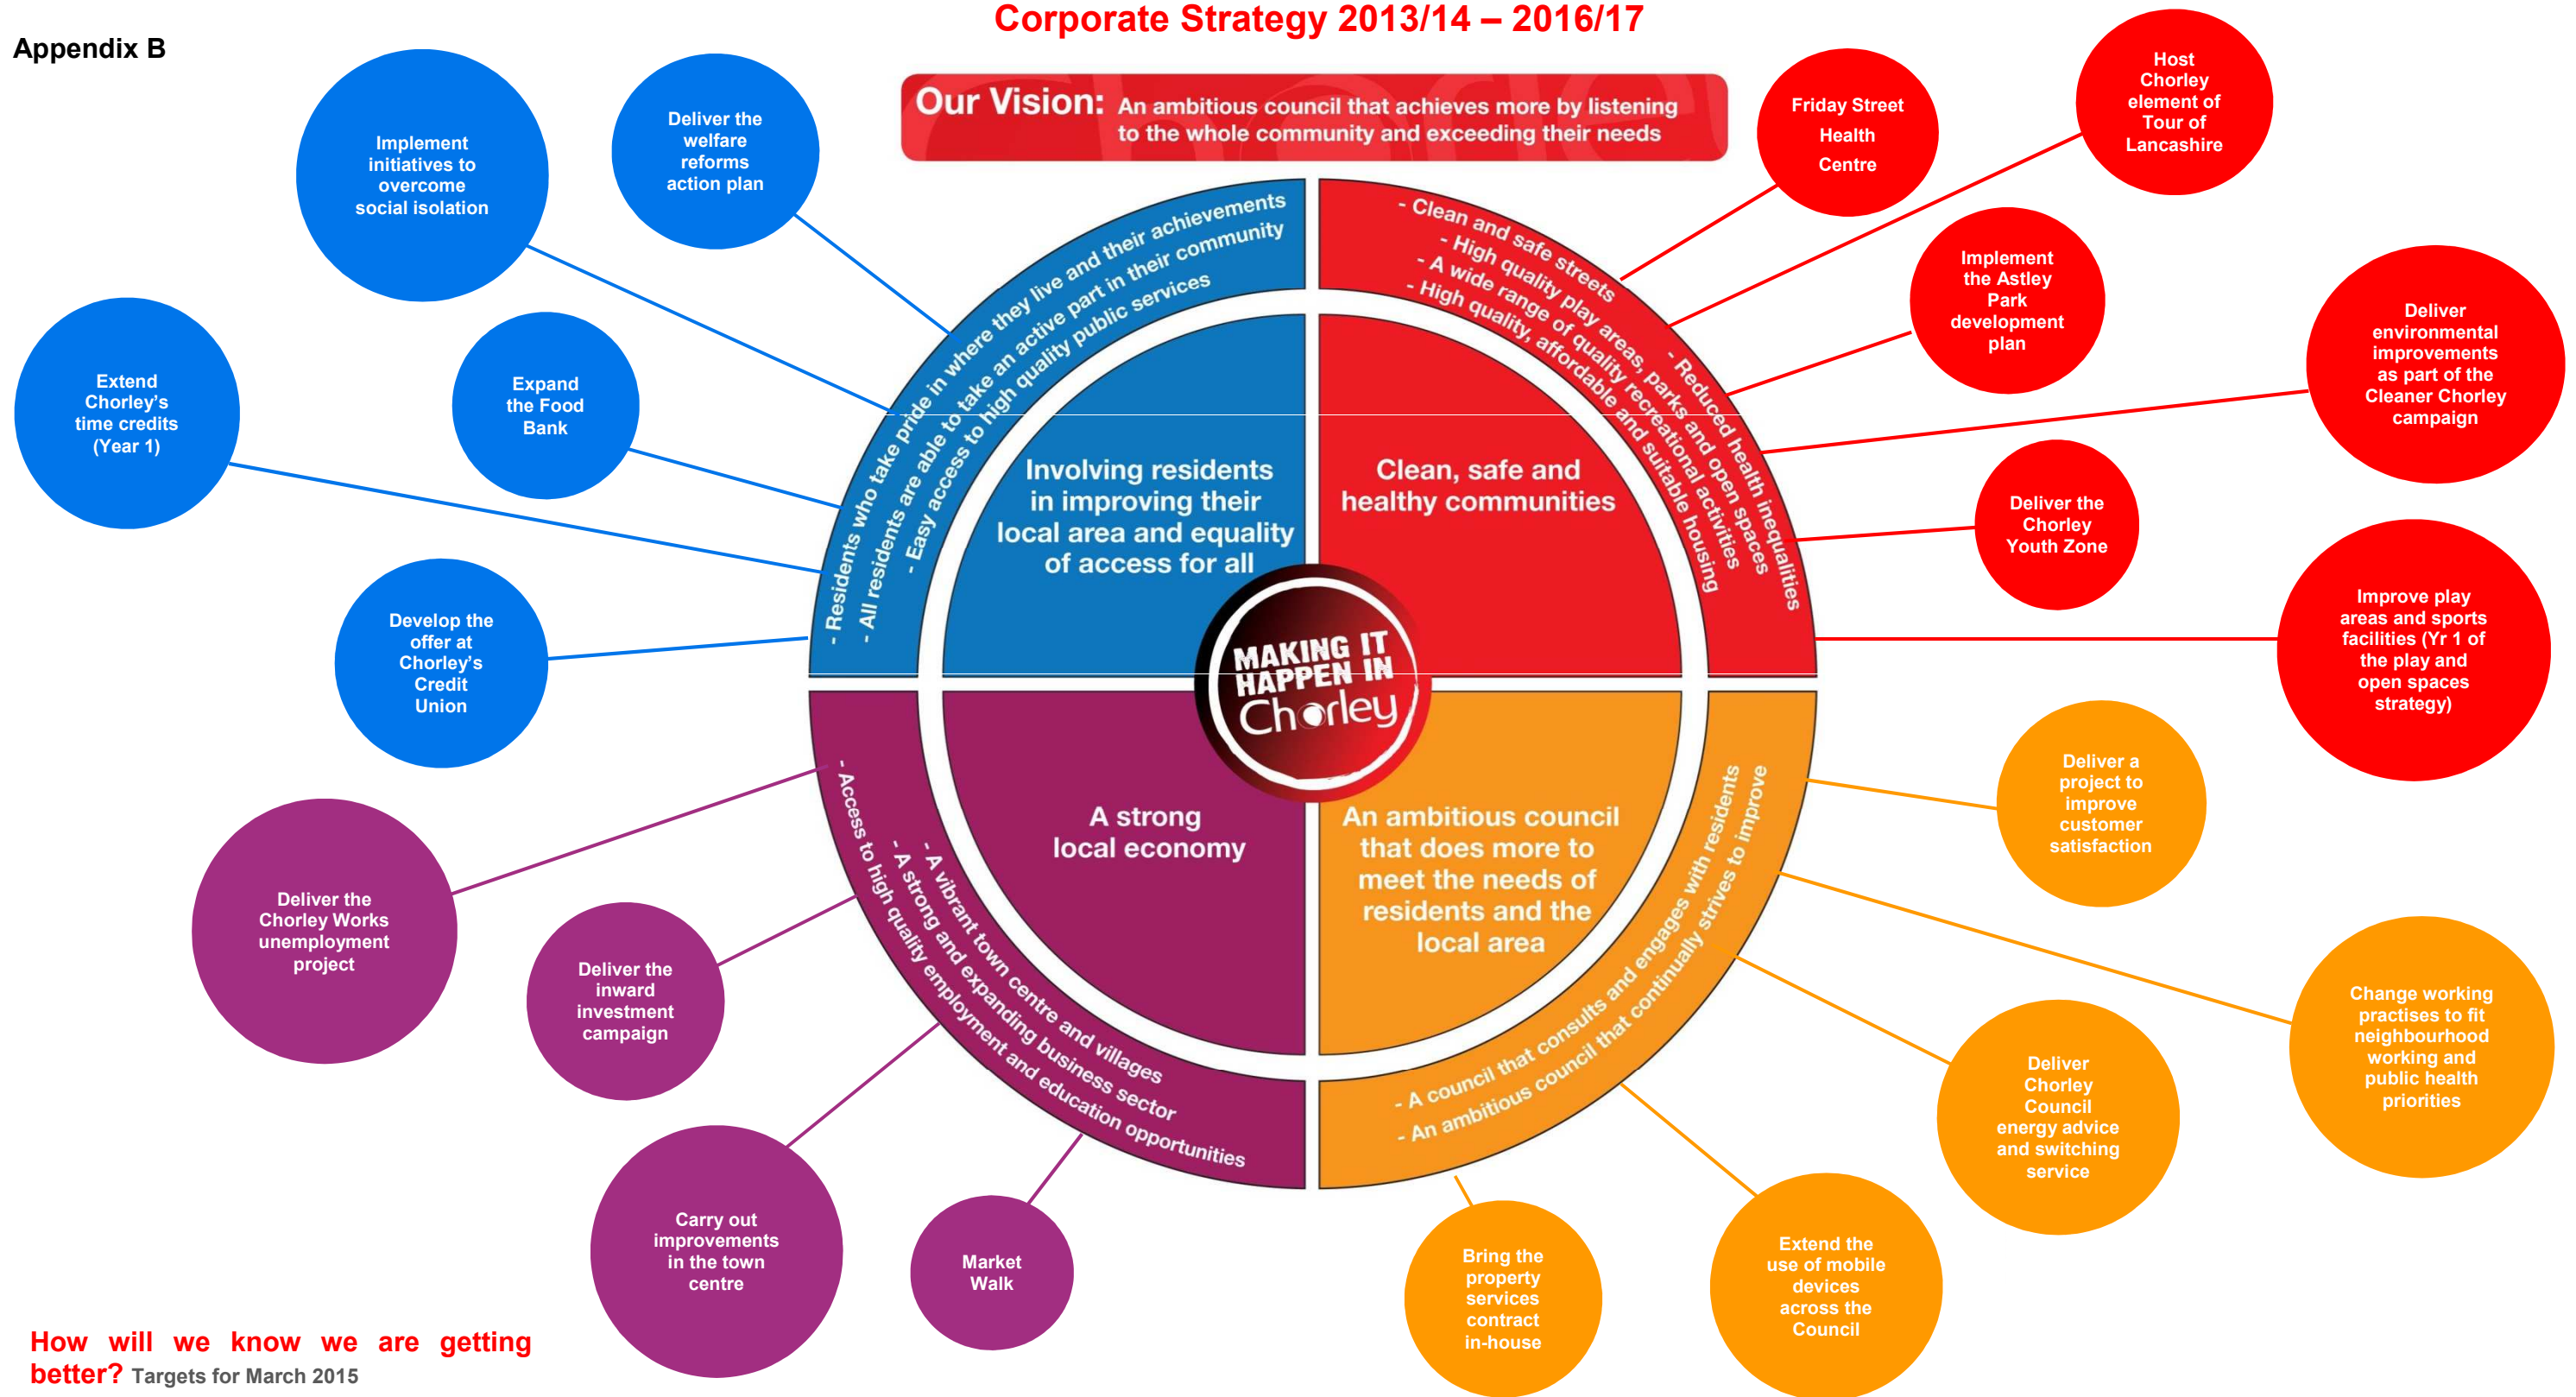 Corporate Strategy 2013/14 – 2016/17
Appendix B
Our Vision: An ambitious council that achieves more by listening
to the whole community and exceeding their needs
Implement
initiatives to
overcome
social isolation
Deliver the
welfare
reforms
action plan
Extend
Chorley’s
time credits
(Year 1)
Expand
the Food
Bank
Develop the
offer at
Chorley’s
Credit
Union
- Residents who take pride in where they live and their achievements
- All residents are able to take an active part in their community
- Easy access to high quality public services
Involving residents
in improving their
local area and equality
of access for all
- Clean and safe streets
- High quality play areas, parks and open spaces
- A wide range of quality recreational activities
- High quality, affordable and suitable housing
- Reduced health inequalities
Clean, safe and
healthy communities
Friday Street
Health
Centre
Host
Chorley
element of
Tour of
Lancashire
Implement
the Astley
Park
development
plan
Deliver
environmental
improvements
as part of the
Cleaner Chorley
campaign
Deliver the
Chorley
Youth Zone
Improve play
areas and sports
facilities (Yr 1 of
the play and
open spaces
strategy)
MAKING IT
HAPPEN IN
Chorley
A strong
local economy
- A vibrant town centre and villages
- A strong and expanding business sector
- Access to high quality employment and education opportunities
Deliver the
Chorley Works
unemployment
project
Deliver the
inward
investment
campaign
Carry out
improvements
in the town
centre
Market
Walk
An ambitious council
that does more to
meet the needs of
residents and the
local area
- A council that consults and engages with residents
- An ambitious council that continually strives to improve
Deliver a
project to
improve
customer
satisfaction
Change working
practises to fit
neighbourhood
working and
public health
priorities
Deliver
Chorley
Council
energy advice
and switching
service
Extend the
use of mobile
devices
across the
Council
Bring the
property
services
contract
in-house
How will we know we are getting
better? Targets for March 2015